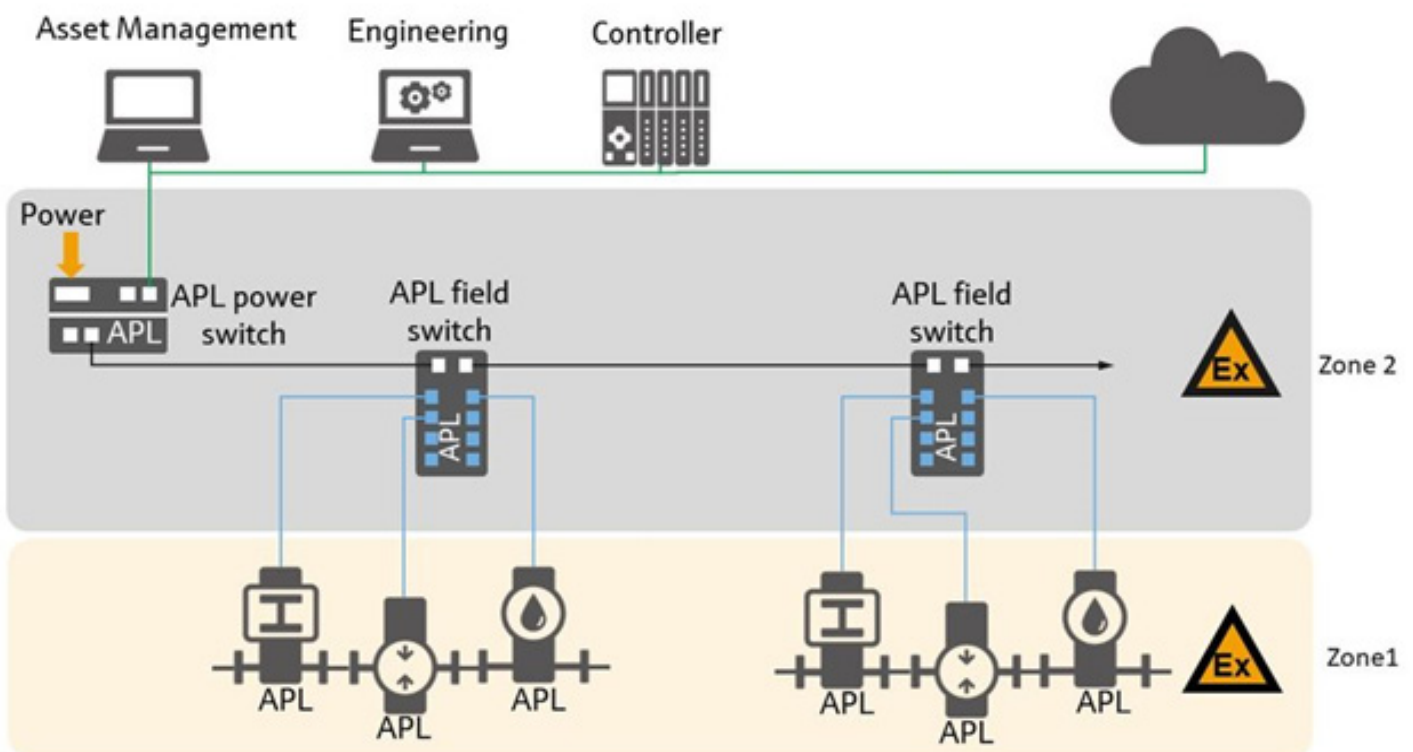 Asset Management
Engineering
Controller
Power
APL power
switch
APL
APL field
switch
APL
APL field
switch
APL
Ex
Zone 2
APL
APL
APL
APL
APL
APL
Ex
Zone1